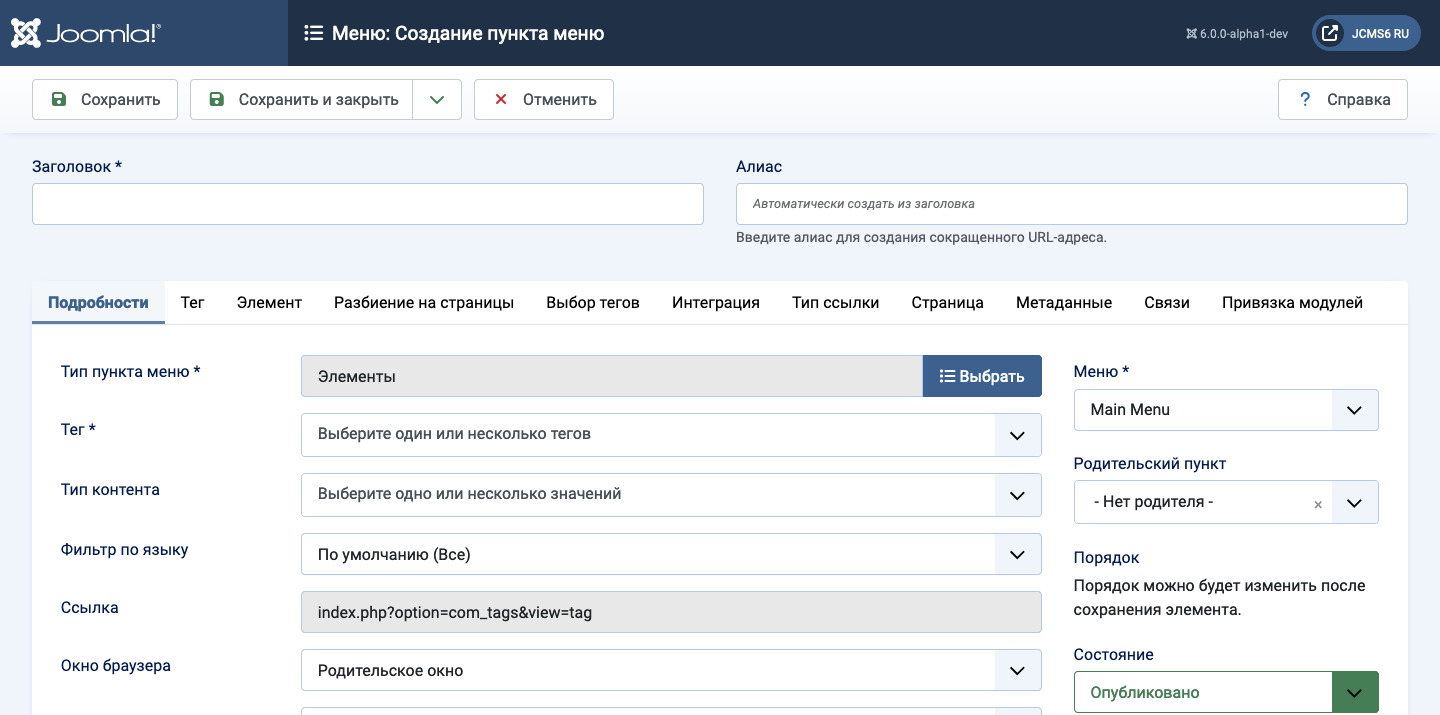 Joomla!®
Меню: Создание пункта меню
6.0.0-alpha1-dev
JCMS6 RU
Сохранить
Сохранить и закрыть
Отменить
? Справка
Заголовок *
Алиас
Автоматически создать из заголовка
Введите алиас для создания сокращенного URL-адреса.
Подробности Тег Элемент Разбиение на страницы Выбор тегов Интеграция Тип ссылки Страница Метаданные Связи Привязка модулей
Тип пункта меню *
Элементы
Выбрать
Тег *
Выберите один или несколько тегов
Тип контента
Выберите одно или несколько значений
Фильтр по языку
По умолчанию (Все)
Ссылка
index.php?option=com_tags&view=tag
Окно браузера
Родительское окно
Меню *
Main Menu
Родительский пункт
- Нет родителя -
×
Порядок
Порядок можно будет изменить после
сохранения элемента.
Состояние
Опубликовано